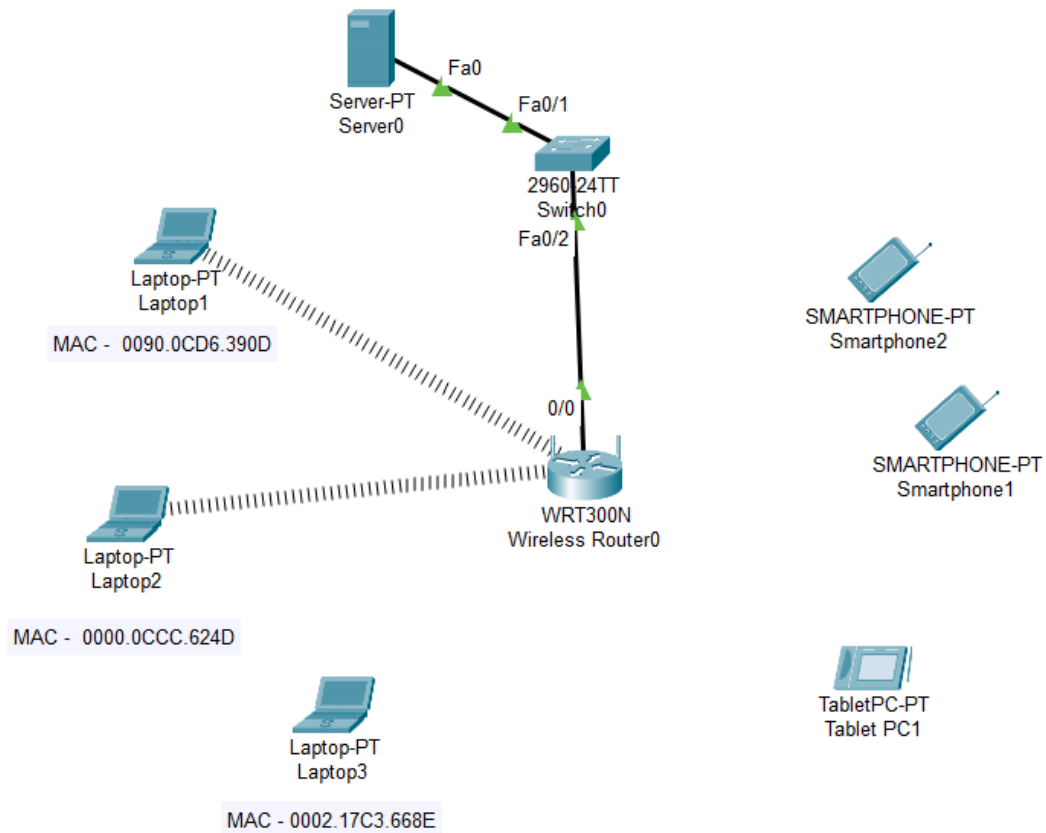 Fa0
Server-PT
Server0
Fa0/1
2960-24TT
Switch0
Fa0/2
Laptop-PT
Laptop1
MAC - 0090.0CD6.390D
SMARTPHONE-PT
Smartphone2
0/0
SMARTPHONE-PT
Smartphone1
WRT300N
Wireless Router0
Laptop-PT
Laptop2
MAC - 0000.0CCC.624D
TabletPC-PT
Tablet PC1
Laptop-PT
Laptop3
MAC - 0002.17C3.668E